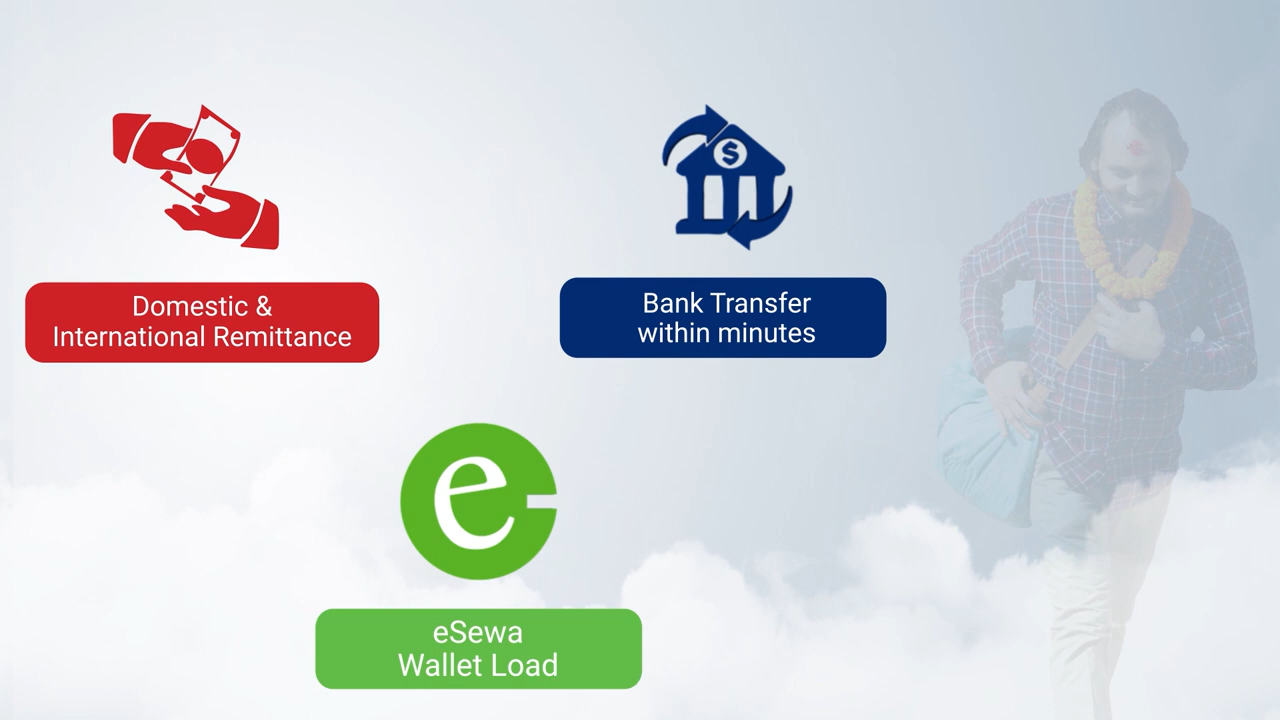 Domestic &
International Remittance
$
Bank Transfer
within minutes
e
eSewa
Wallet Load